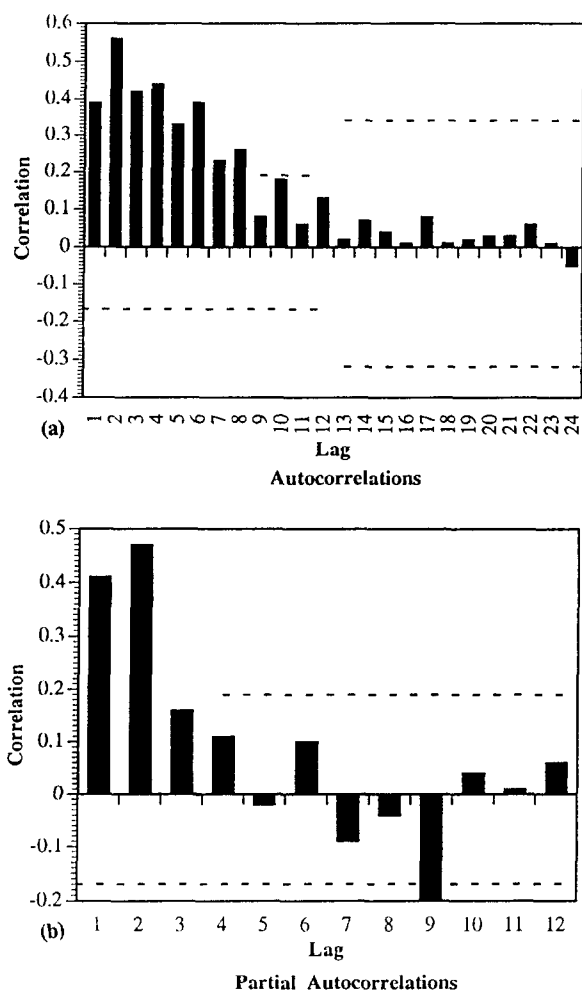 0.6
0.5
0.4
0.3
0.2
0.1
0
-0.1
-0.2
-0.3
-0.4
Correlation
(a)
1 2 3 4 5 6 7 8 9 10 11 12 13 14 15 16 17 18 19 20 21 22 23 24
Lag
Autocorrelations
0.5
0.4
0.3
0.2
0.1
0
-0.1
-0.2
Correlation
(b)
1 2 3 4 5 6 7 8 9 10 11 12
Lag
Partial Autocorrelations